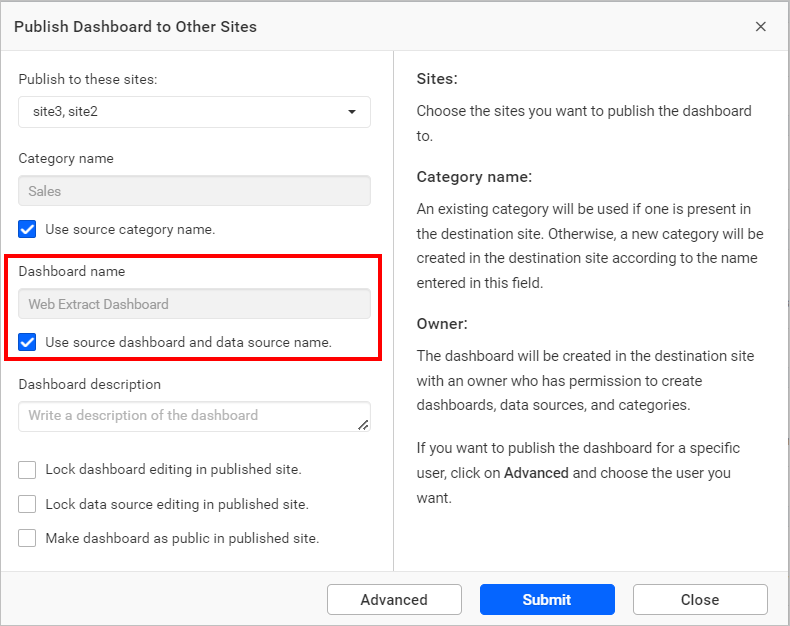 Publish Dashboard to Other Sites
Publish to these sites:
site3, site2
Category name
Sales
Use source category name.
Dashboard name
Web Extract Dashboard
Use source dashboard and data source name.
Dashboard description
Write a description of the dashboard
Lock dashboard editing in published site.
Lock data source editing in published site.
Make dashboard as public in published site.
Sites:
Choose the sites you want to publish the dashboard
to.
Category name:
An existing category will be used if one is present in
the destination site. Otherwise, a new category will be
created in the destination site according to the name
entered in this field.
Owner:
The dashboard will be created in the destination site
with an owner who has permission to create
dashboards, data sources, and categories.
If you want to publish the dashboard for a specific
user, click on Advanced and choose the user you
want.
Advanced
Submit
Close